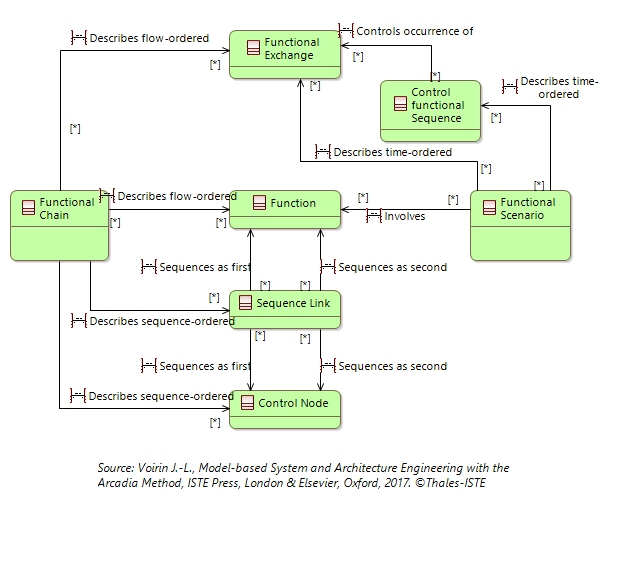 Describes flow-ordered
Functional
Exchange
Controls occurrence of
[*]
[*]
[*]
[*]
Describes time-
ordered
Control
functional
Sequence
[*]
[*]
Describes time-ordered
[*]
[*]
Functional
Chain
Describes flow-ordered
[*]
[*]
Function
[*]
[*]
Involves
Functional
Scenario
Sequences as first
Sequences as second
[*]
[*]
[*]
Sequence Link
Describes sequence-ordered
[*]
[*]
Sequences as first
Sequences as second
Describes sequence-ordered
Control Node
[*]
Source: Voirin J.-L., Model-based System and Architecture Engineering with the
Arcadia Method, ISTE Press, London & Elsevier, Oxford, 2017. ©Thales-ISTE